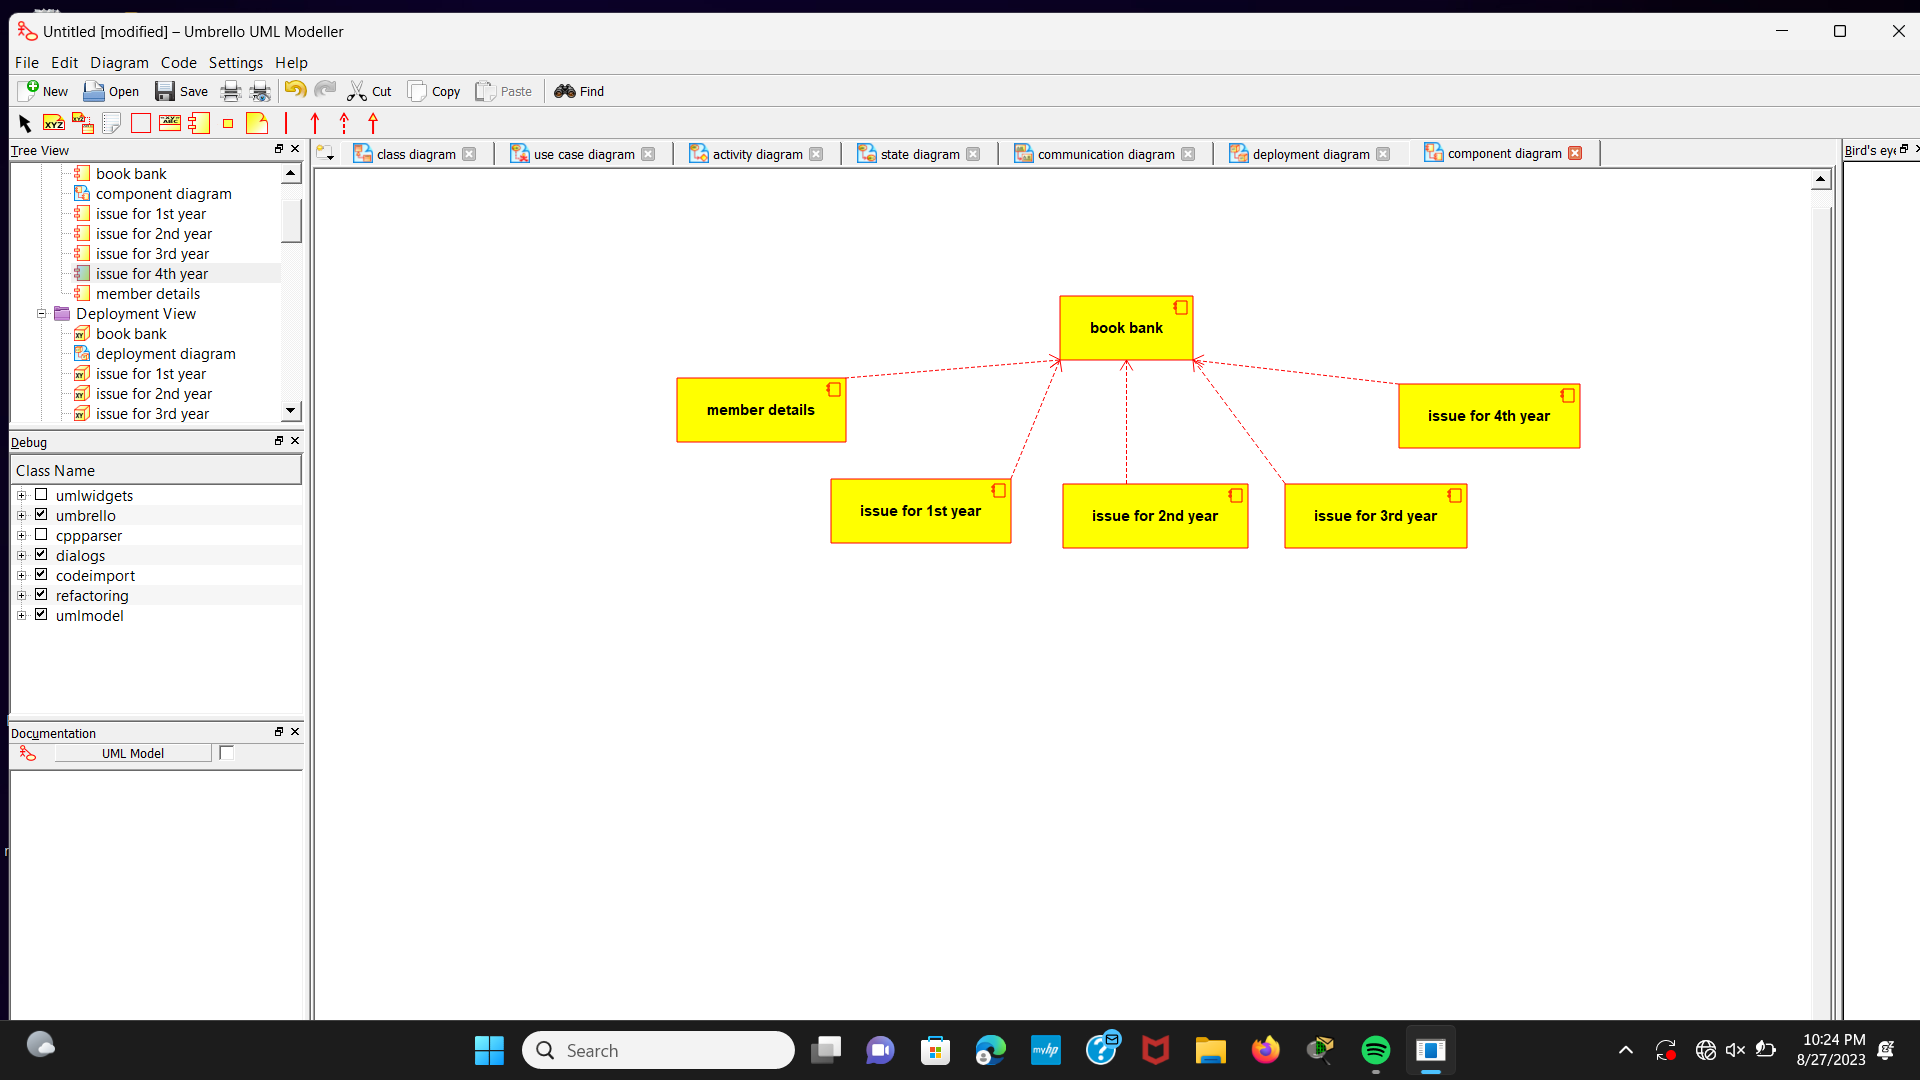 Untitled [modified] – Umbrello UML Modeller
File Edit Diagram Code Settings Help
New Open Save Cut Copy Paste Find
Tree View
book bank
component diagram
issue for 1st year
issue for 2nd year
issue for 3rd year
issue for 4th year
member details
Deployment View
book bank
deployment diagram
issue for 1st year
issue for 2nd year
issue for 3rd year
Debug
Class Name
umlwidgets
umbrello
cppparser
dialogs
codeimport
refactoring
umlmodel
Documentation
UML Model
class diagram use case diagram activity diagram state diagram communication diagram deployment diagram component diagram
Bird's eye
book bank
member details
issue for 4th year
issue for 1st year
issue for 2nd year
issue for 3rd year
Search
myhp
10:24 PM
8/27/2023